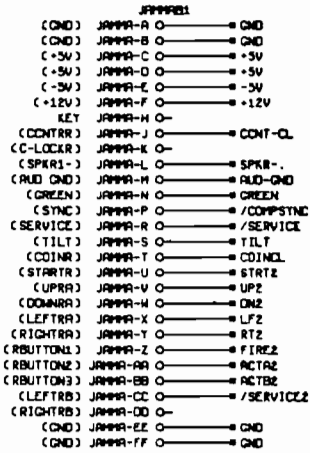 JAMMAB1
(GND) JAMMA-A GND
(GND) JAMMA-B GND
(+5V) JAMMA-C +5V
(+5V) JAMMA-D +5V
(-5V) JAMMA-E -5V
(+12V) JAMMA-F +12V
KEY JAMMA-H
(CCNTRR) JAMMA-J CCNT-CL
(C-LOCKR) JAMMA-K
(SPKR1-) JAMMA-L SPKR-.
(AUD GND) JAMMA-M AUD-GND
(GREEN) JAMMA-N GREEN
(SYNC) JAMMA-P /COMPSYNC
(SERVICE) JAMMA-R /SERVICE
(TILT) JAMMA-S TILT
(COINR) JAMMA-T COINCL
(STARTR) JAMMA-U STRT2
(UPRA) JAMMA-V UP2
(DOWNRA) JAMMA-W DN2
(LEFTRA) JAMMA-X LF2
(RIGHTRA) JAMMA-Y RT2
(RBUTTON1) JAMMA-Z FIRE2
(RBUTTON2) JAMMA-AA ACTA2
(RBUTTON3) JAMMA-BB ACTB2
(LEFTRB) JAMMA-CC /SERVICE2
(RIGHTRB) JAMMA-DD
(GND) JAMMA-EE GND
(GND) JAMMA-FF GND